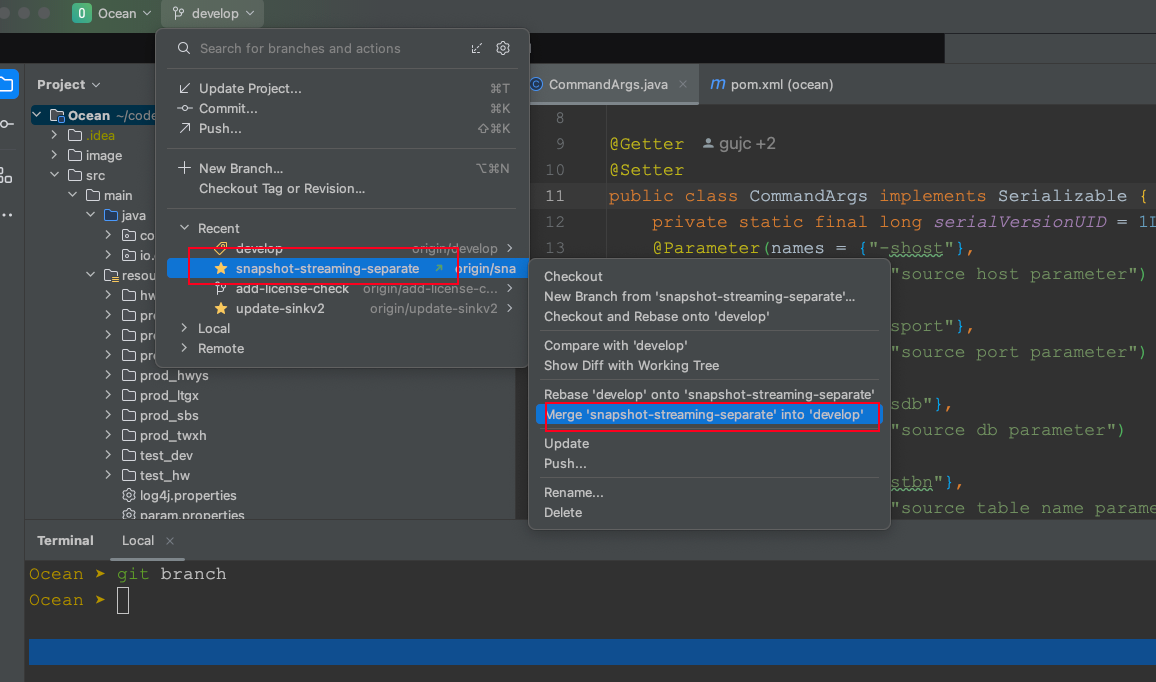 O Ocean develop
Search for branches and actions
Update Project... ⌘T
Commit... ⌘K
Push... ⇧⌘K
New Branch... ⌥⌘N
Checkout Tag or Revision...
Recent
develop origin/develop
snapshot-streaming-separate origin/sna
add-license-check origin/add-license-c...
update-sinkv2 origin/update-sinkv2
Local
Remote
Project
Ocean ~/code
.idea
image
src
main
java
co
io.
resou
hw
pr
pr
pr
prod_hwys
prod_ltgx
prod_sbs
prod_twxh
test_dev
test_hw
log4j.properties
param.properties
CommandArgs.java
pom.xml (ocean)
8
9 @Getter gujc +2
10 @Setter
11 public class CommandArgs implements Serializable {
12 private static final long serialVersionUID = 1L
13 @Parameter(names = {"-shost"},
"source host parameter")
sport"},
"source port parameter")
sdb"},
"source db parameter")
stbn"},
"source table name parame
Checkout
New Branch from 'snapshot-streaming-separate'...
Checkout and Rebase onto 'develop'
Compare with 'develop'
Show Diff with Working Tree
Rebase 'develop' onto 'snapshot-streaming-separate'
Merge 'snapshot-streaming-separate' into 'develop'
Update
Push...
Rename...
Delete
Terminal Local
Ocean ➤ git branch
Ocean ➤